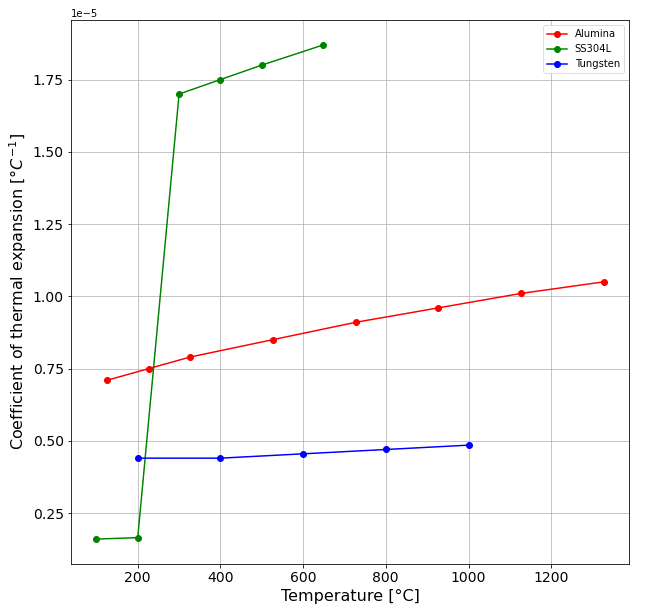 1e−5
Alumina
SS304L
Tungsten
1.75
1.50
1.25
1.00
0.75
0.50
0.25
Coefficient of thermal expansion [°C⁻¹]
200 400 600 800 1000 1200
Temperature [°C]